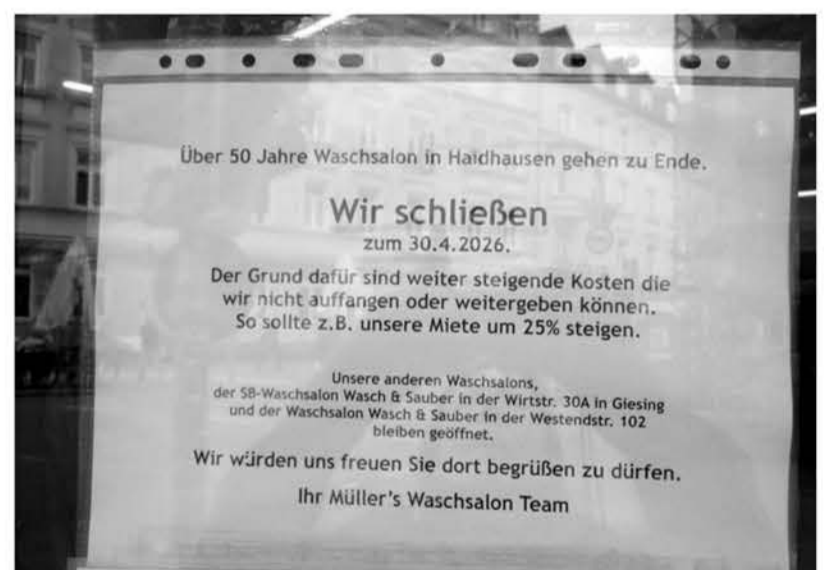 Über 50 Jahre Waschsalon in Haidhausen gehen zu Ende.
Wir schließen
zum 30.4.2026.
Der Grund dafür sind weiter steigende Kosten die
wir nicht auffangen oder weitergeben können.
So sollte z.B. unsere Miete um 25% steigen.
Unsere anderen Waschsalons,
der SB-Waschsalon Wasch & Sauber in der Wirtstr. 30A in Giesing
und der Waschsalon Wasch & Sauber in der Westendstr. 102
bleiben geöffnet.
Wir würden uns freuen Sie dort begrüßen zu dürfen.
Ihr Müller's Waschsalon Team